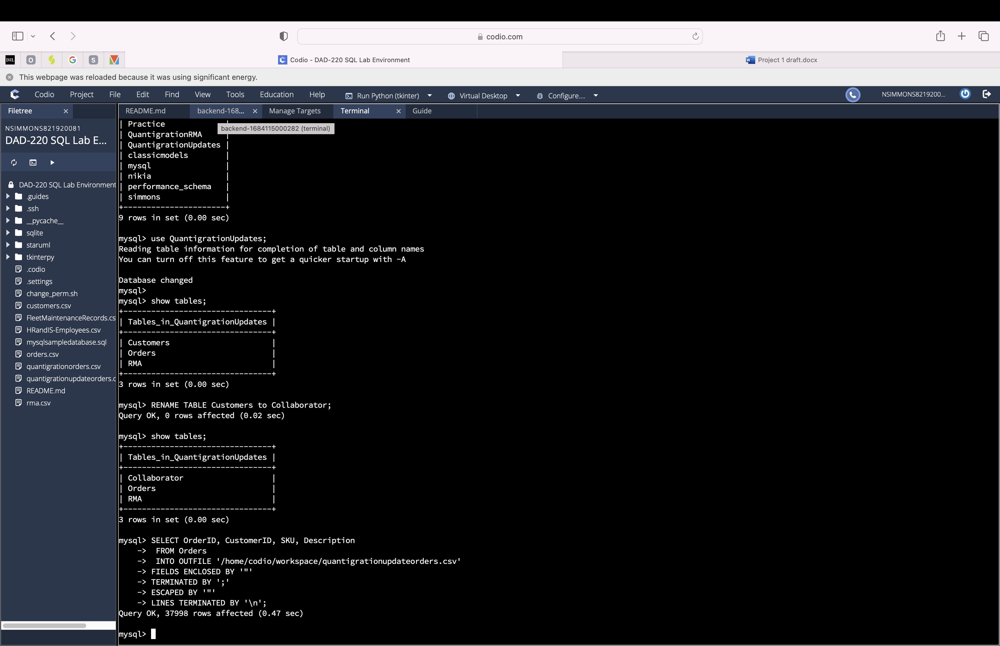 codio.com
D2L
O
G
S
Codio - DAD-220 SQL Lab Environment
Project 1 draft.docx
This webpage was reloaded because it was using significant energy.
Codio Project File Edit Find View Tools Education Help Run Python (tkinter) Virtual Desktop Configure.... NSIMMONS8219200...
Filetree
README.md backend-168... Manage Targets Terminal Guide
backend-1684115000282 (terminal)
NSIMMONS821920081
DAD-220 SQL Lab E...
DAD-220 SQL Lab Environment
.guides
.ssh
__pycache__
sqlite
staruml
tkinterpy
.codio
.settings
change_perm.sh
customers.csv
FleetMaintenanceRecords.cs
HRandIS-Employees.csv
mysqlsampledatabase.sql
orders.csv
quantigrationorders.csv
quantigrationupdateorders.c
README.md
rma.csv
| Practice |
| QuantigrationRMA |
| QuantigrationUpdates |
| classicmodels |
| mysql |
| nikia |
| performance_schema |
| simmons |
+----------------------+
9 rows in set (0.00 sec)
mysql> use QuantigrationUpdates;
Reading table information for completion of table and column names
You can turn off this feature to get a quicker startup with -A
Database changed
mysql>
mysql> show tables;
+--------------------------------+
| Tables_in_QuantigrationUpdates |
+--------------------------------+
| Customers |
| Orders |
| RMA |
+--------------------------------+
3 rows in set (0.00 sec)
mysql> RENAME TABLE Customers to Collaborator;
Query OK, 0 rows affected (0.02 sec)
mysql> show tables;
+--------------------------------+
| Tables_in_QuantigrationUpdates |
+--------------------------------+
| Collaborator |
| Orders |
| RMA |
+--------------------------------+
3 rows in set (0.00 sec)
mysql> SELECT OrderID, CustomerID, SKU, Description
-> FROM Orders
-> INTO OUTFILE '/home/codio/workspace/quantigrationupdateorders.csv'
-> FIELDS ENCLOSED BY '"'
-> TERMINATED BY ';'
-> ESCAPED BY '"'
-> LINES TERMINATED BY '\n';
Query OK, 37998 rows affected (0.47 sec)
mysql>